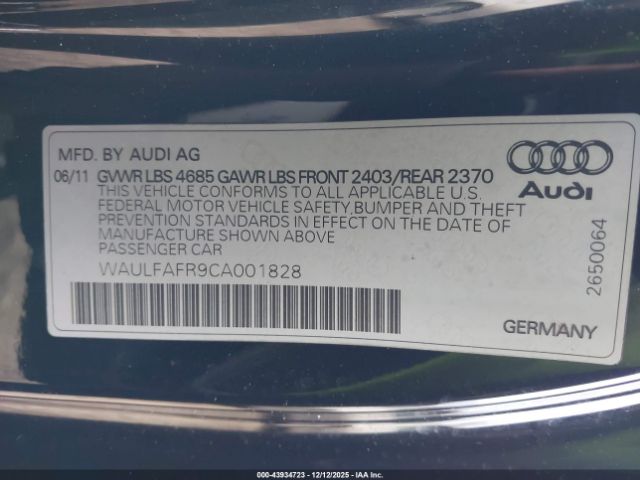 MFD. BY AUDI AG
06/11 GVWR LBS 4685 GAWR LBS FRONT 2403/REAR 2370
THIS VEHICLE CONFORMS TO ALL APPLICABLE U.S.
FEDERAL MOTOR VEHICLE SAFETY,BUMPER AND THEFT
PREVENTION STANDARDS IN EFFECT ON THE DATE OF
MANUFACTURE SHOWN ABOVE
PASSENGER CAR
WAULFAFR9CA001828
Audi
2650064
GERMANY
000-43934723 - 12/12/2025 - COPYRIGHT IAA, LLC.